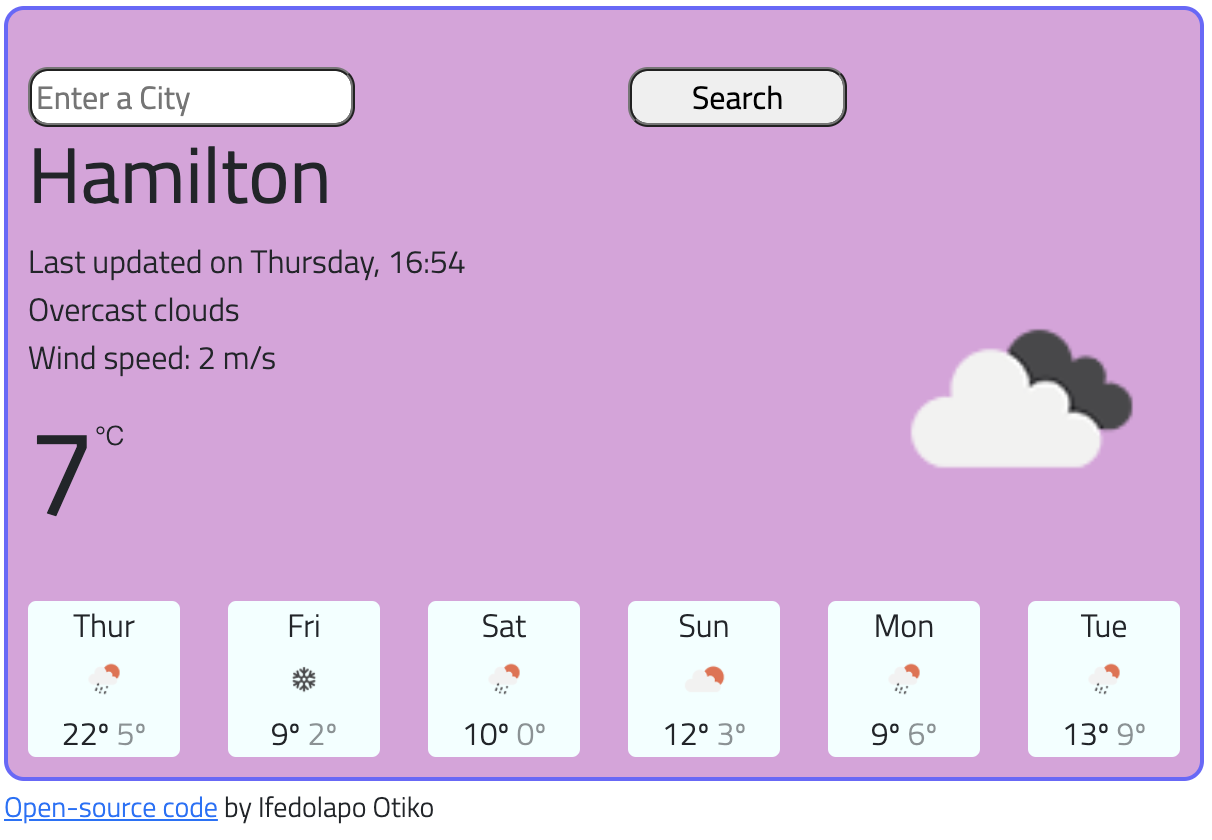 Enter a City
Search
Hamilton
Last updated on Thursday, 16:54
Overcast clouds
Wind speed: 2 m/s
7 °C
Thur
22° 5°
Fri
9° 2°
Sat
10° 0°
Sun
12° 3°
Mon
9° 6°
Tue
13° 9°
Open-source code by Ifedolapo Otiko